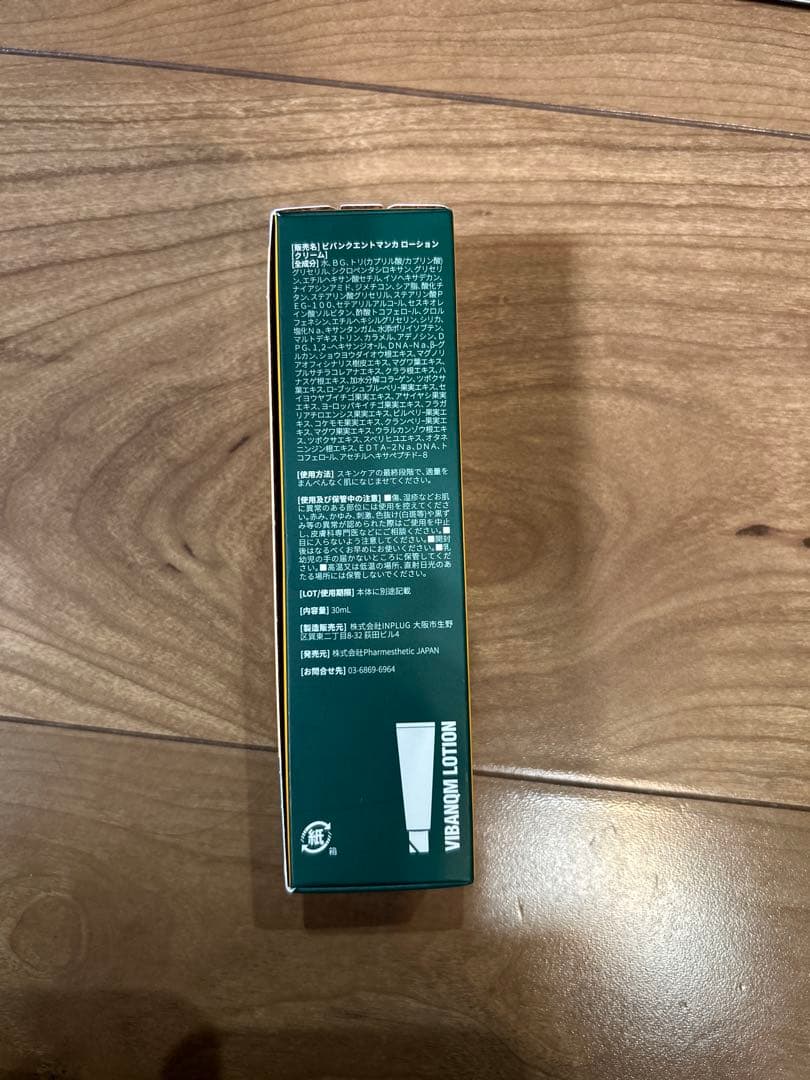 [販売名] ビバンクエントマンカ ローション
[クリーム]
[全成分] 水、BG、トリ(カプリル酸/カプリン酸)
グリセリル、シクロペンタシロキサン、グリセリ
ン、エチルヘキサン酸セチル、イソヘキサデカン、
ナイアシンアミド、ジメチコン、シア脂、酸化チ
タン、ステアリン酸グリセリル、ステアリン酸P
EG-100、セテアリルアルコール、セスキオレ
イン酸ソルビタン、酢酸トコフェロール、クロル
フェネシン、エチルヘキシルグリセリン、シリカ、
塩化Na、キサンタンガム、水添ポリイソブテン、
マルトデキストリン、カラメル、アデノシン、D
PG、1,2-ヘキサンジオール、DNA-Na、β-グ
ルカン、ショウヨウダイオウ根エキス、マグノリ
アオフィシナリス樹皮エキス、マグワ葉エキス、
プルサチラコレアナエキス、クララ根エキス、ハ
ナスゲ根エキス、加水分解コラーゲン、ツボクサ
葉エキス、ローブッシュブルーベリー果実エキス、セ
イヨウヤブイチゴ果実エキス、アサイヤシ果実
エキス、ヨーロッパキイチゴ果実エキス、フラガ
リアチロエンシス果実エキス、ビルベリー果実エ
キス、コケモモ果実エキス、クランベリー果実エキ
ス、マグワ果実エキス、ウラルカンゾウ根エキ
ス、ツボクサエキス、スベリヒユエキス、オタネ
ニンジン根エキス、EDTA-2Na、DNA、ト
コフェロール、アセチルヘキサペプチド-8
[使用方法] スキンケアの最終段階で、適量を
まんべんなく肌になじませてください。
[使用及び保管中の注意] ■傷、湿疹などお肌
に異常のある部位には使用を控えてくださ
い。赤み、かゆみ、刺激、色抜け(白斑等)や黒ず
み等の異常が認められた際はご使用を中止
し、皮膚科専門医などにご相談ください。■
目に入らないよう注意してください。■開封
後はなるべくお早めにお使いください。■乳
幼児の手の届かないところに保管してくだ
さい。■高温又は低温の場所、直射日光のあ
たる場所には保管しないでください。
[LOT/使用期限] 本体に別途記載
[内容量] 30mL
[製造販売元] 株式会社INPLUG 大阪市生野
区巽東二丁目8-32 荻田ビル4
[発売元] 株式会社Pharmesthetic JAPAN
[お問合せ先] 03-6869-6964
VIBANQM LOTION
紙
箱